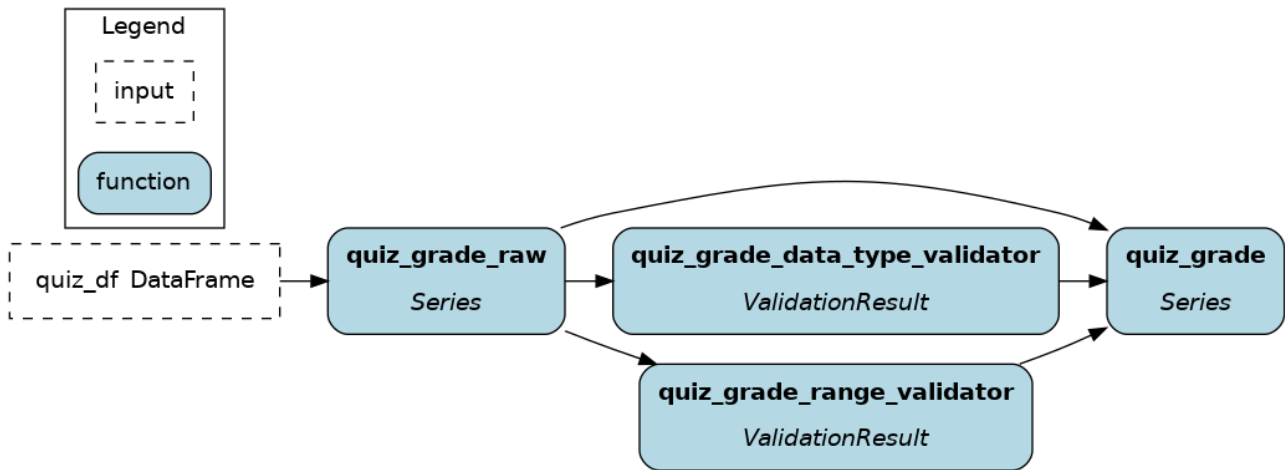 Legend
input
function
quiz_df DataFrame
quiz_grade_raw
Series
quiz_grade_data_type_validator
ValidationResult
quiz_grade_range_validator
ValidationResult
quiz_grade
Series